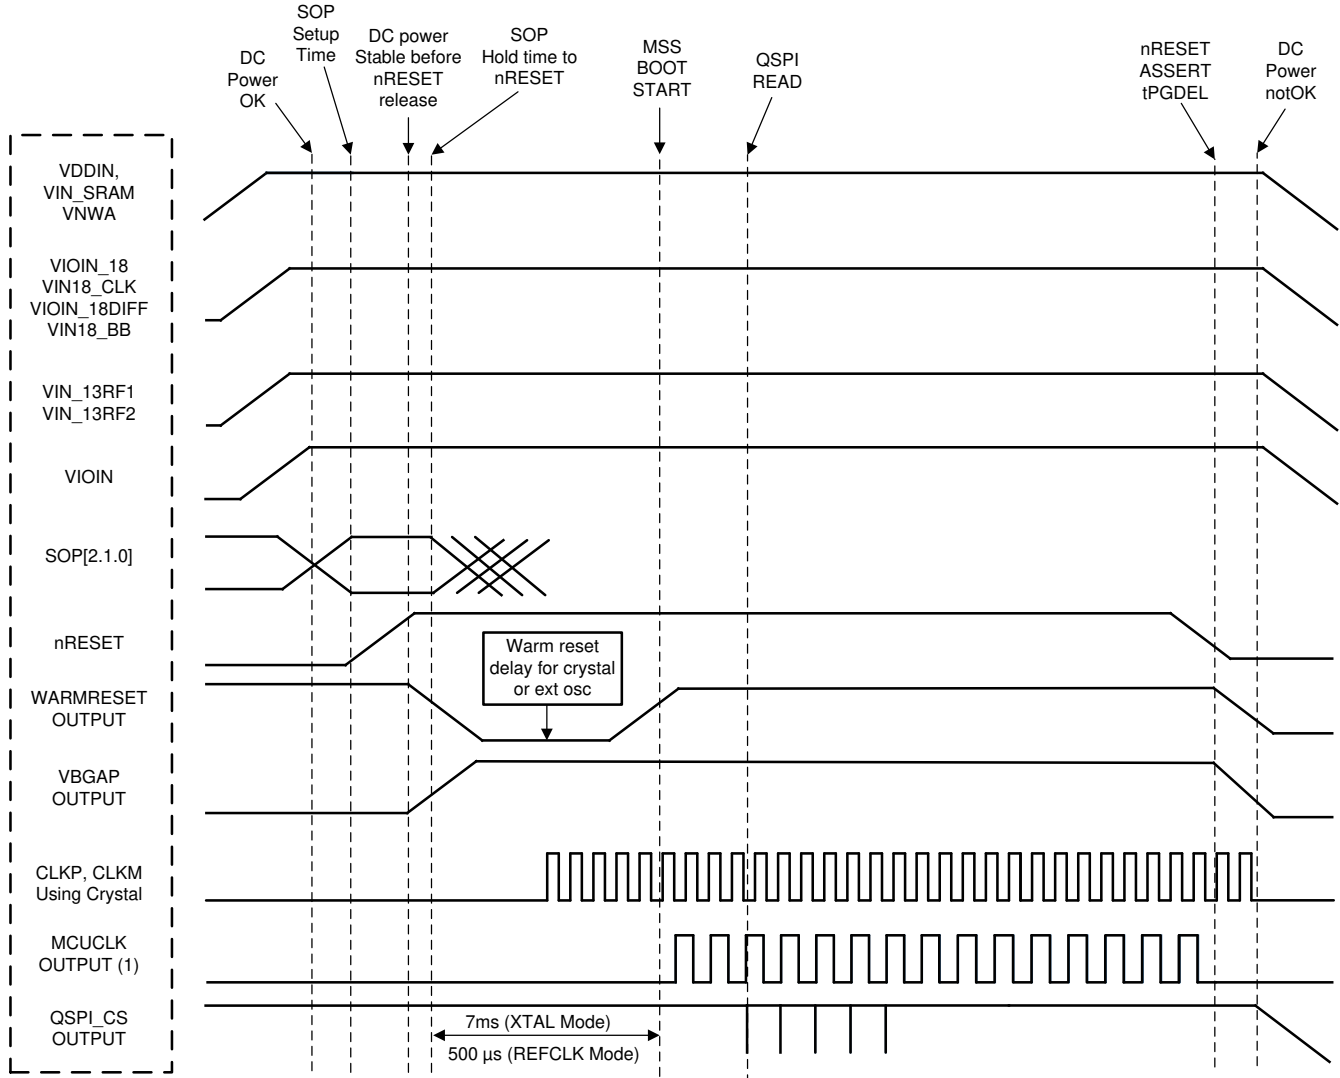 DC
Power
OK
SOP
Setup
Time
DC power
Stable before
nRESET
release
SOP
Hold time to
nRESET
MSS
BOOT
START
QSPI
READ
nRESET
ASSERT
tPGDEL
DC
Power
notOK
VDDIN,
VIN_SRAM
VNWA
VIOIN_18
VIN18_CLK
VIOIN_18DIFF
VIN18_BB
VIN_13RF1
VIN_13RF2
VIOIN
SOP[2.1.0]
nRESET
Warm reset
delay for crystal
or ext osc
WARMRESET
OUTPUT
VBGAP
OUTPUT
CLKP, CLKM
Using Crystal
MCUCLK
OUTPUT (1)
QSPI_CS
OUTPUT
7ms (XTAL Mode)
500 µs (REFCLK Mode)